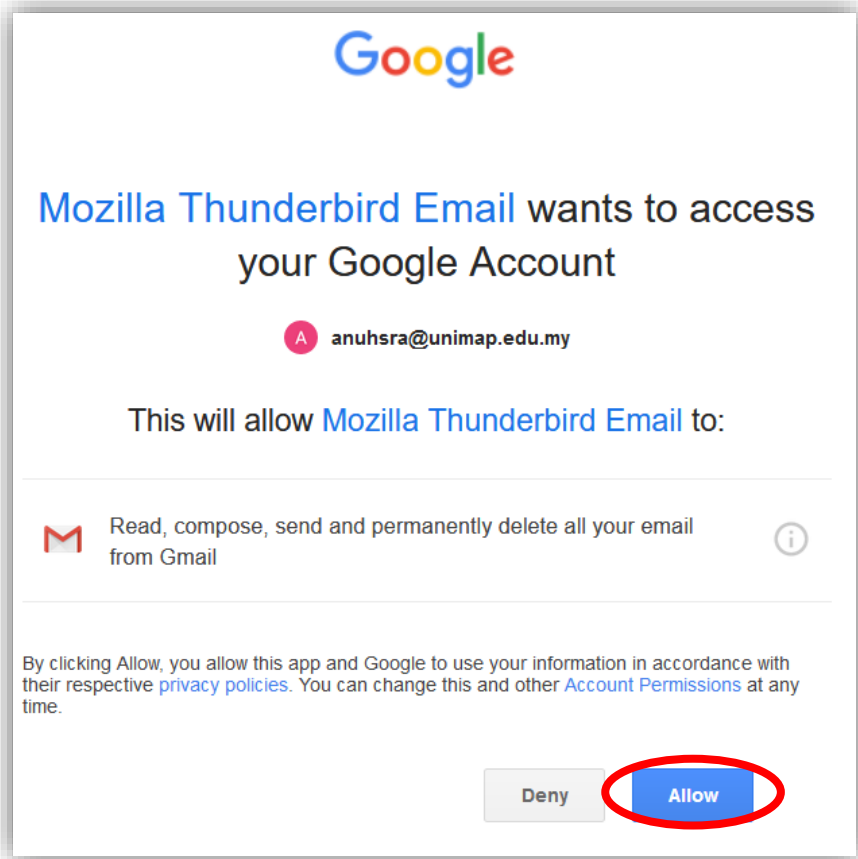 Google
Mozilla Thunderbird Email wants to access
your Google Account
A anuhsra@unimap.edu.my
This will allow Mozilla Thunderbird Email to:
Read, compose, send and permanently delete all your email
from Gmail
By clicking Allow, you allow this app and Google to use your information in accordance with
their respective privacy policies. You can change this and other Account Permissions at any
time.
Deny Allow